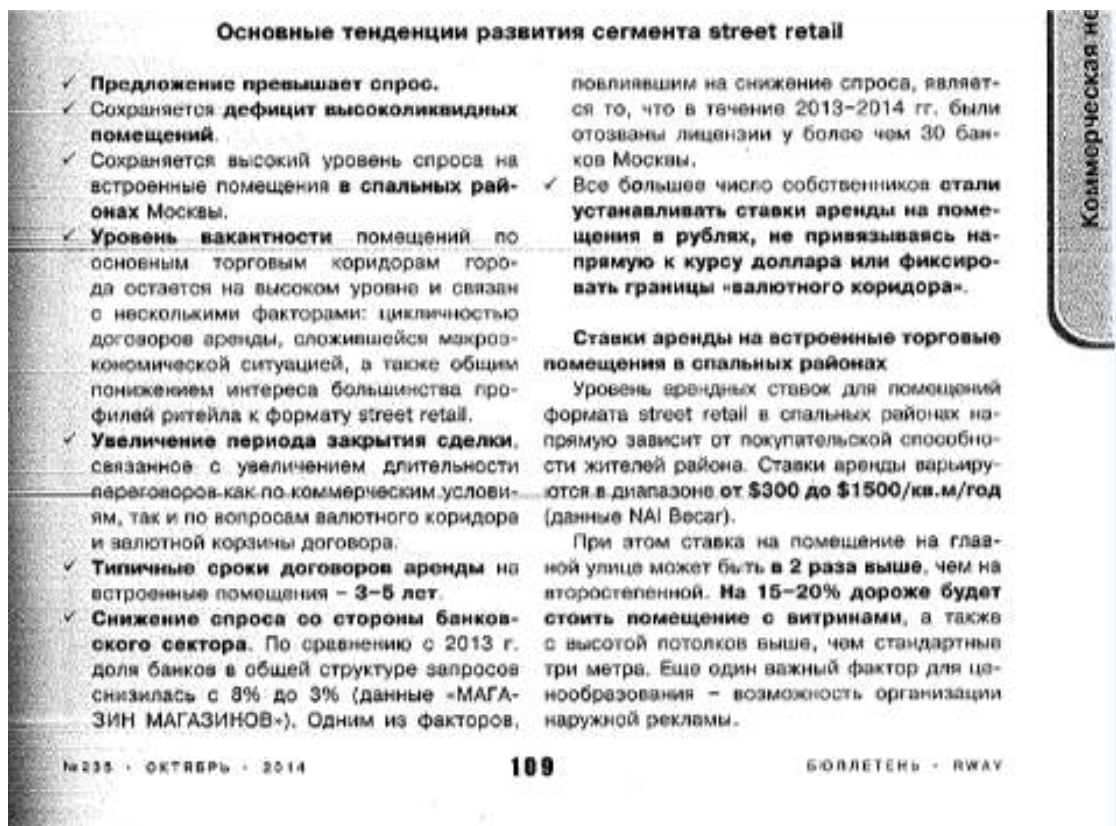 Основные тенденции развития сегмента street retail
✓ Предложение превышает спрос.
✓ Сохраняется дефицит высоколиквидных
помещений.
✓ Сохраняется высокий уровень спроса на
встроенные помещения в спальных рай-
онах Москвы.
✓ Уровень вакантности помещений по
основным торговым коридорам горо-
да остается на высоком уровне и связан
с несколькими факторами: цикличностью
договоров аренды, сложившейся макроэ-
кономической ситуацией, а также общим
понижением интереса большинства про-
филей ритейла к формату street retail.
✓ Увеличение периода закрытия сделки,
связанное с увеличением длительности
переговоров как по коммерческим услови-
ям, так и по вопросам валютного коридора
и валютной корзины договора.
✓ Типичные сроки договоров аренды на
встроенные помещения – 3–5 лет.
✓ Снижение спроса со стороны банков-
ского сектора. По сравнению с 2013 г.
доля банков в общей структуре запросов
снизилась с 8% до 3% (данные «МАГА-
ЗИН МАГАЗИНОВ»). Одним из факторов,
повлиявшим на снижение спроса, являет-
ся то, что в течение 2013–2014 гг. были
отозваны лицензии у более чем 30 бан-
ков Москвы.
✓ Все большее число собственников стали
устанавливать ставки аренды на поме-
щения в рублях, не привязываясь на-
прямую к курсу доллара или фиксиро-
вать границы «валютного коридора».
Ставки аренды на встроенные торговые
помещения в спальных районах
Уровень арендных ставок для помещений
формата street retail в спальных районах на-
прямую зависит от покупательской способно-
сти жителей района. Ставки аренды варьиру-
ются в диапазоне от $300 до $1500/кв.м/год
(данные NAI Becar).
При этом ставка на помещение на глав-
ной улице может быть в 2 раза выше, чем на
второстепенной. На 15–20% дороже будет
стоить помещение с витринами, а также
с высотой потолков выше, чем стандартные
три метра. Еще один важный фактор для це-
нообразования – возможность организации
наружной рекламы.
Коммерческая не
№235 · ОКТЯБРЬ · 2014
109
БЮЛЛЕТЕНЬ · RWAY